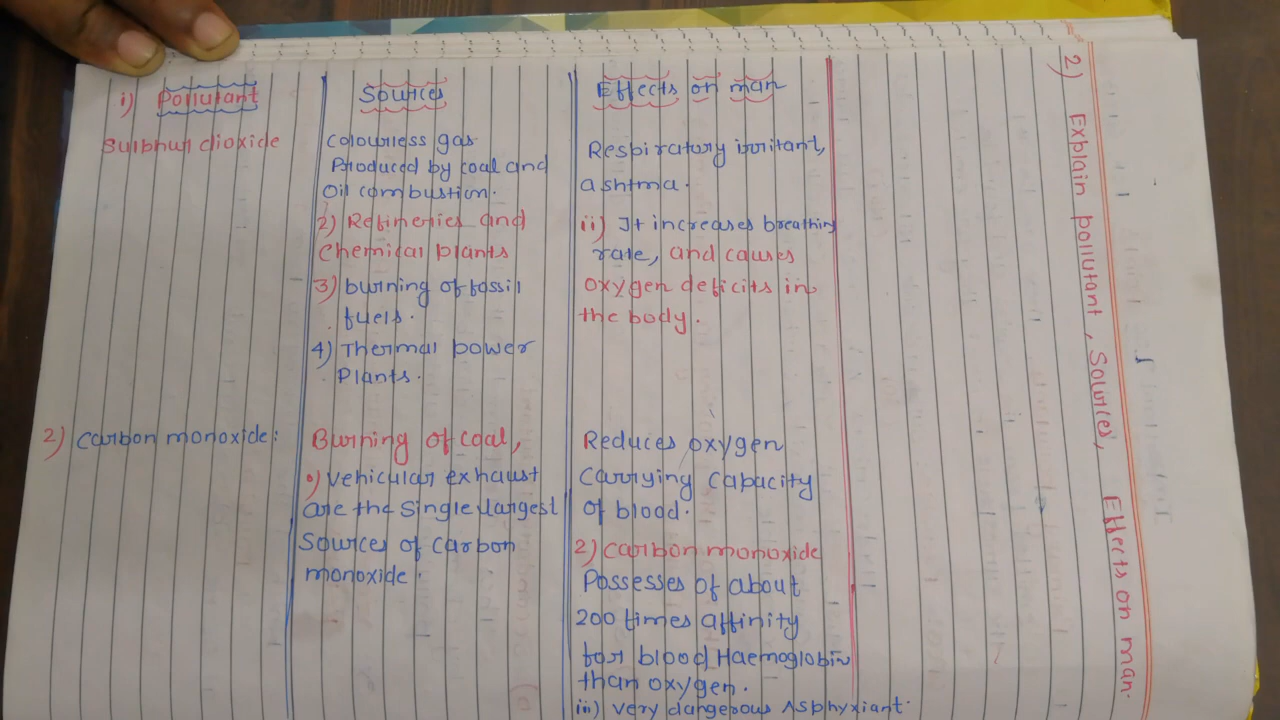 2) Explain pollutant, Sources, Effects on man.
i) Pollutant
Sources
Effects on man
Sulphur dioxide
Colourless gas
Produced by coal and
Oil combustion.
2) Refineries and
Chemical plants
3) burning of fossil
fuels.
4) Thermal power
Plants.
Respiratory irritant,
ashtma.
ii) It increases breathing
rate, and causes
oxygen deficits in
the body.
2) Carbon monoxide:
Burning of coal,
•) Vehicular exhaust
are the single largest
Sources of carbon
monoxide.
Reduces oxygen
Carrying Capacity
of blood.
2) carbon monoxide
Possesses of about
200 times affinity
for blood Haemoglobin
than oxygen.
iii) Very dangerous Asphyxiant.